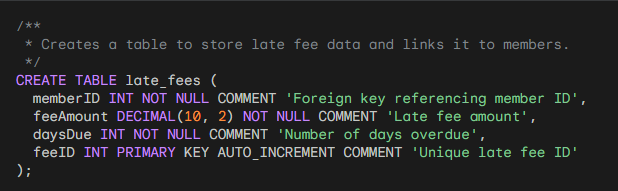 /**
 * Creates a table to store late fee data and links it to members.
 */
CREATE TABLE late_fees (
  memberID INT NOT NULL COMMENT 'Foreign key referencing member ID',
  feeAmount DECIMAL(10, 2) NOT NULL COMMENT 'Late fee amount',
  daysDue INT NOT NULL COMMENT 'Number of days overdue',
  feeID INT PRIMARY KEY AUTO_INCREMENT COMMENT 'Unique late fee ID'
);